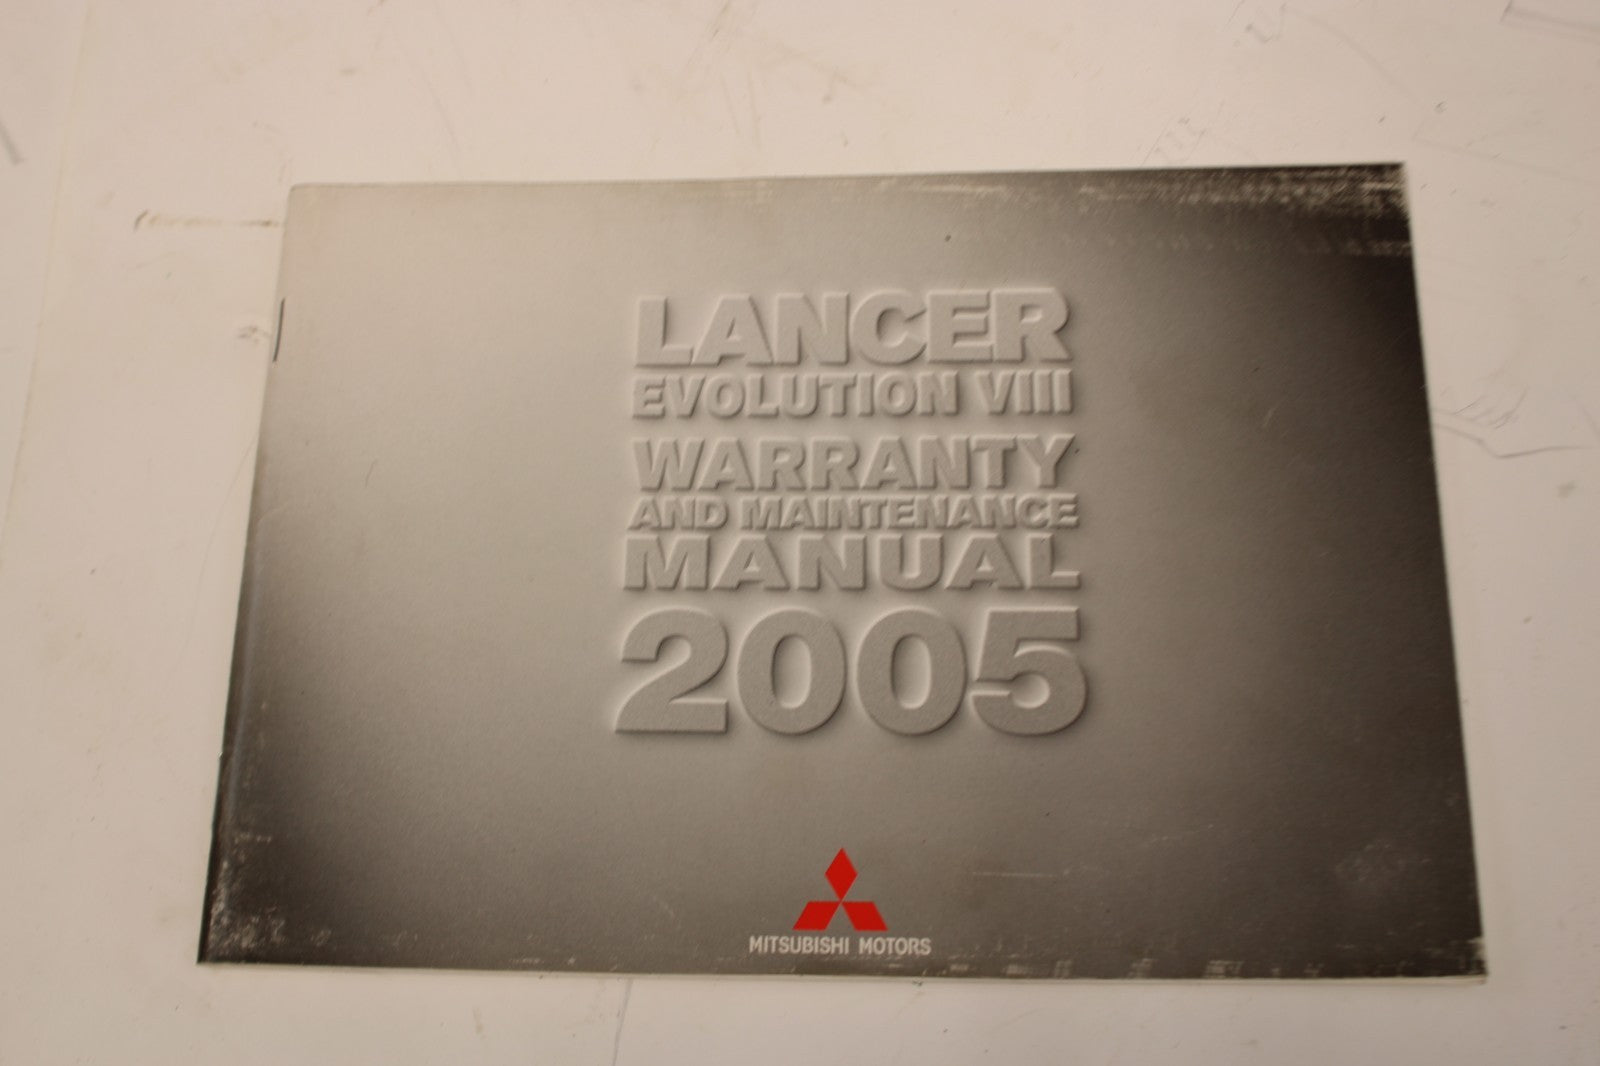 LANCER
EVOLUTION VIII
WARRANTY
AND MAINTENANCE
MANUAL
2005
MITSUBISHI MOTORS